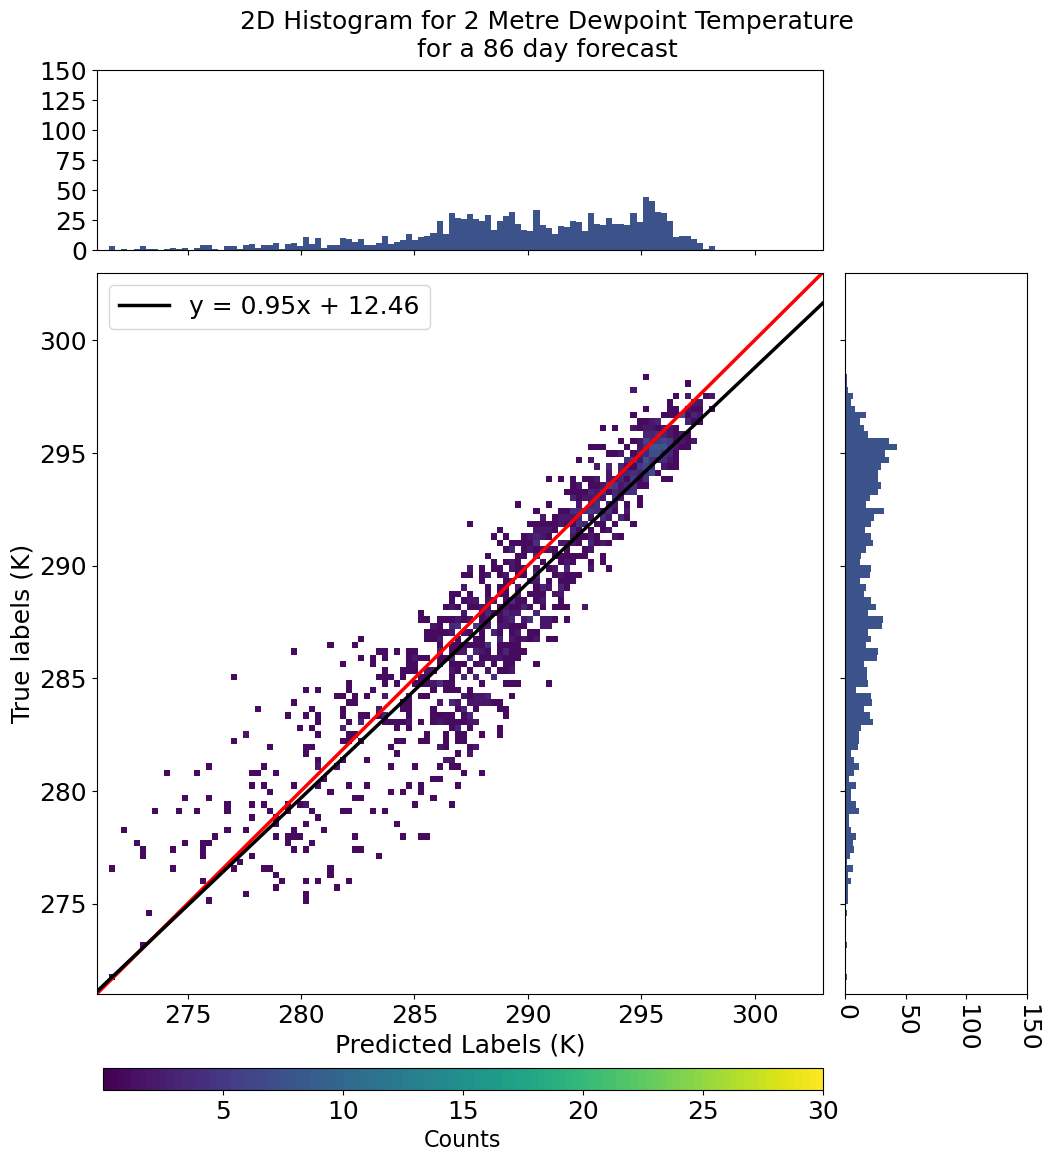 2D Histogram for 2 Metre Dewpoint Temperature
for a 86 day forecast
150
125
100
75
50
25
0
y = 0.95x + 12.46
300
295
290
285
280
275
True labels (K)
275 280 285 290 295 300
Predicted Labels (K)
0 50 100 150
5 10 15 20 25 30
Counts